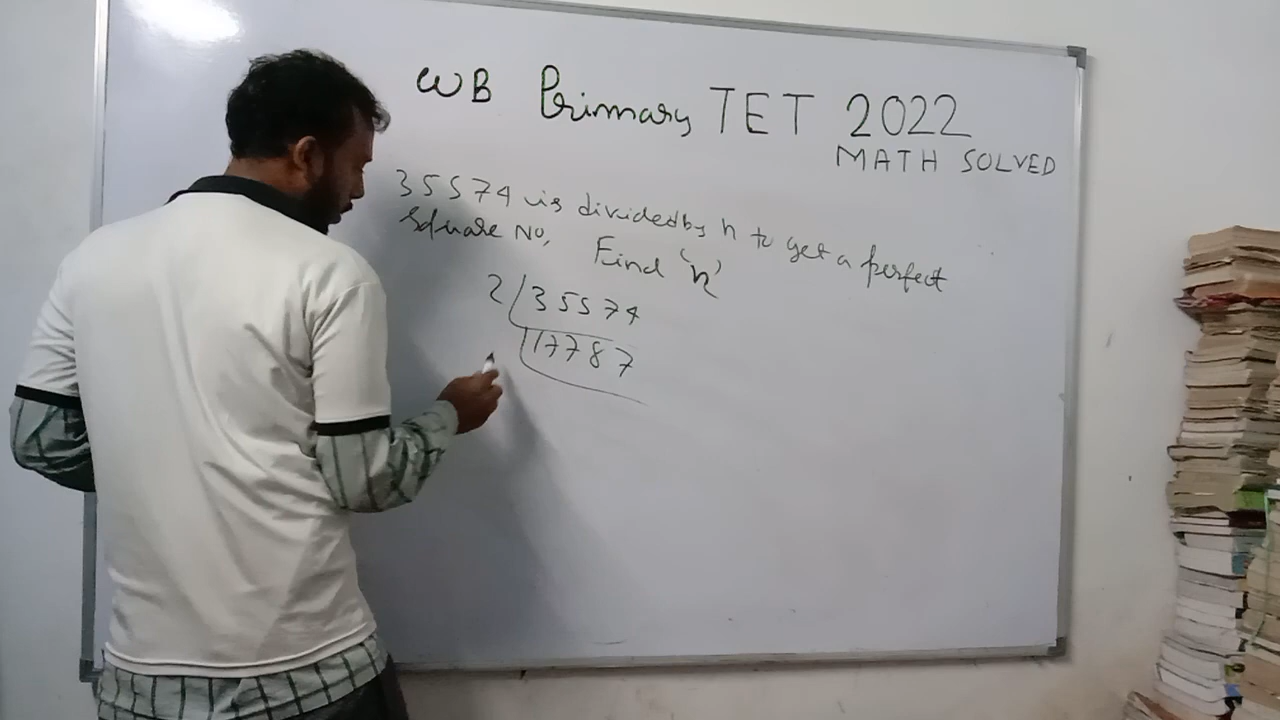 WB Primary TET 2022
MATH SOLVED
35574 is divided by n to get a perfect
square No, Find 'n'
2 35574
17787